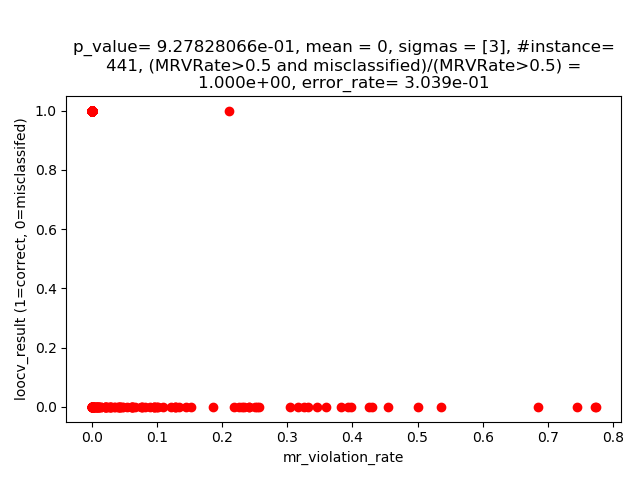 p_value= 9.27828066e-01, mean = 0, sigmas = [3], #instance=
441, (MRVRate>0.5 and misclassified)/(MRVRate>0.5) =
1.000e+00, error_rate= 3.039e-01
loocv_result (1=correct, 0=misclassifed)
1.0
0.8
0.6
0.4
0.2
0.0
0.0 0.1 0.2 0.3 0.4 0.5 0.6 0.7 0.8
mr_violation_rate